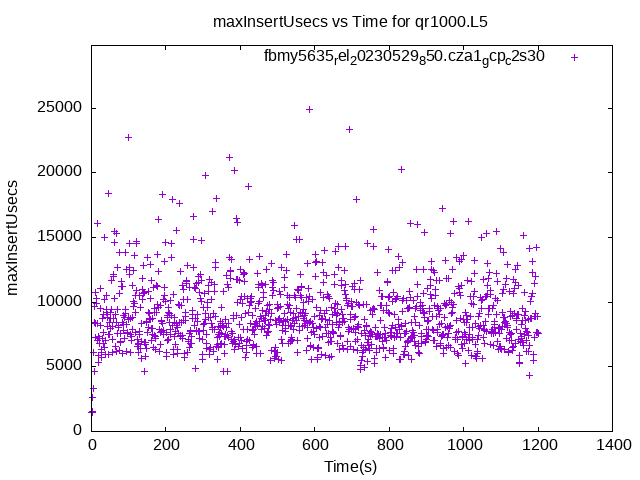 maxInsertUsecs vs Time for qr1000.L5
fbmy5635rel20230529850.cza1gcpc2s30
25000
20000
15000
10000
5000
0
maxInsertUsecs
0 200 400 600 800 1000 1200 1400
Time(s)